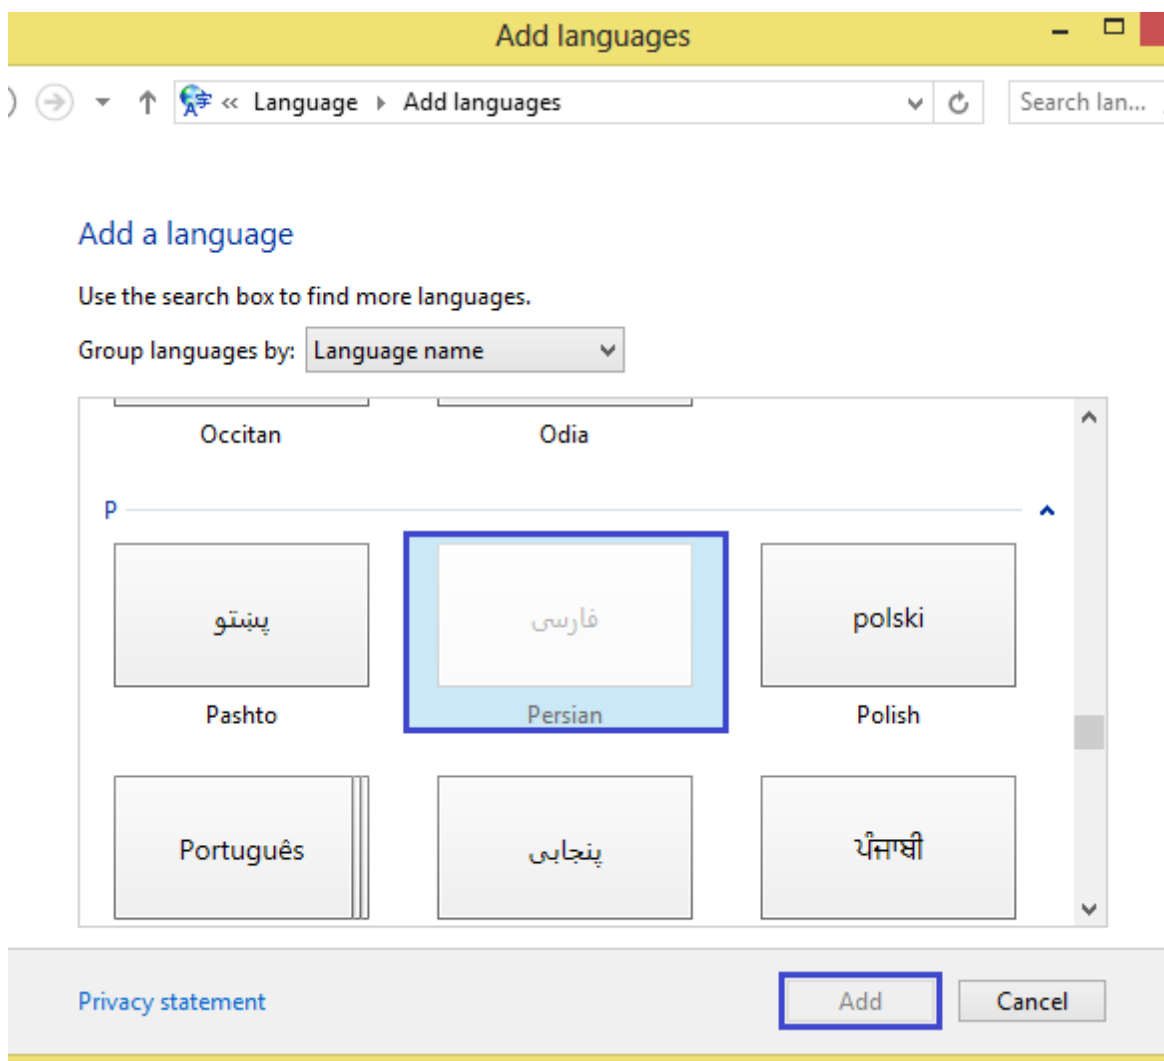 Add languages
« Language Add languages
Search lan...
Add a language
Use the search box to find more languages.
Group languages by: Language name
Occitan Odia
P
پښتو فارسی polski
Pashto Persian Polish
Português پنجابی ਪੰਜਾਬੀ
Privacy statement Add Cancel